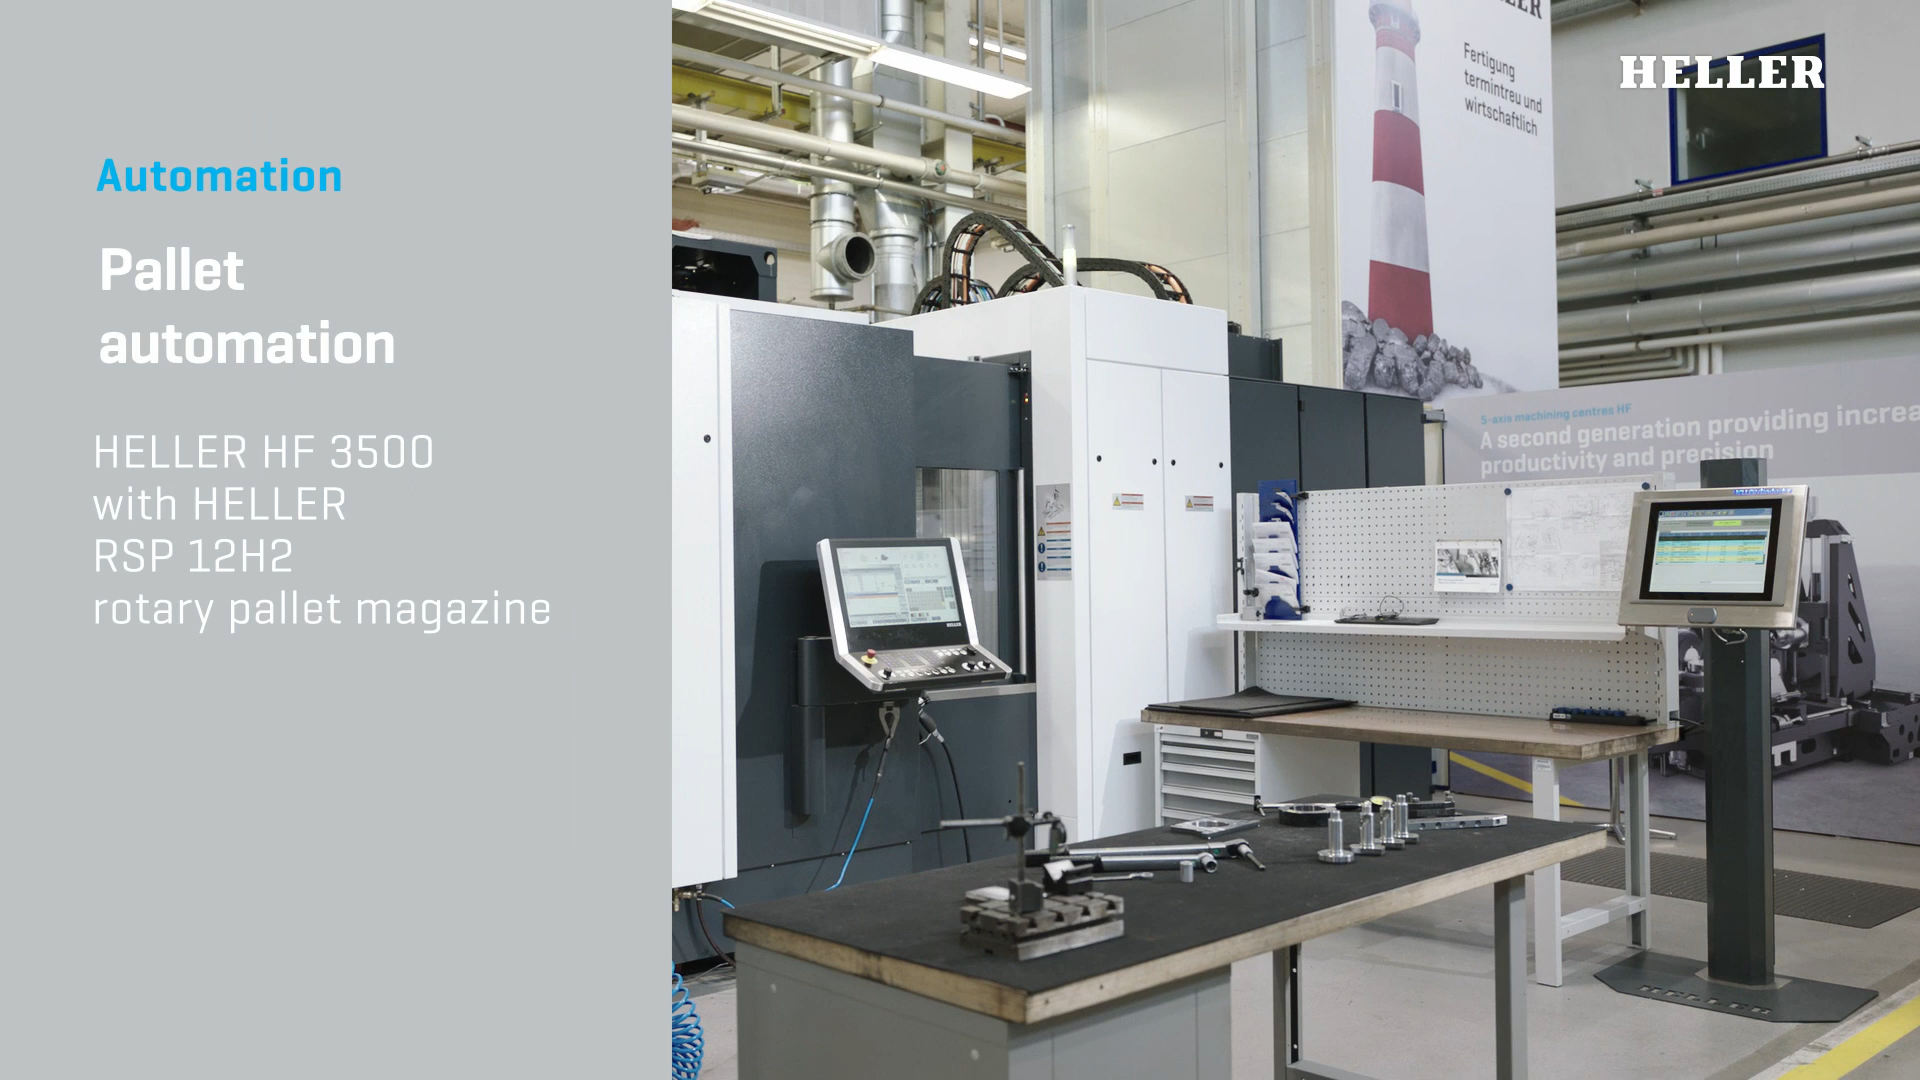 Automation
Pallet
automation
HELLER HF 3500
with HELLER
RSP 12H2
rotary pallet magazine
HELLER
Fertigung
termintreu und
wirtschaftlich
5-axis machining centres HF
A second generation providing increa
productivity and precision
HELLER